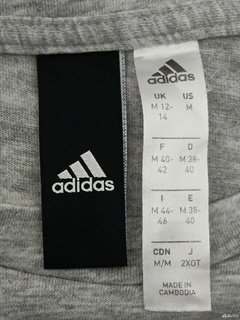 adidas
adidas
UK US
M 12-14 M
F D
M 40-42 M 38-40
I E
M 44-46 M 38-40
CDN J
M/M 2XOT
MADE IN
CAMBODIA